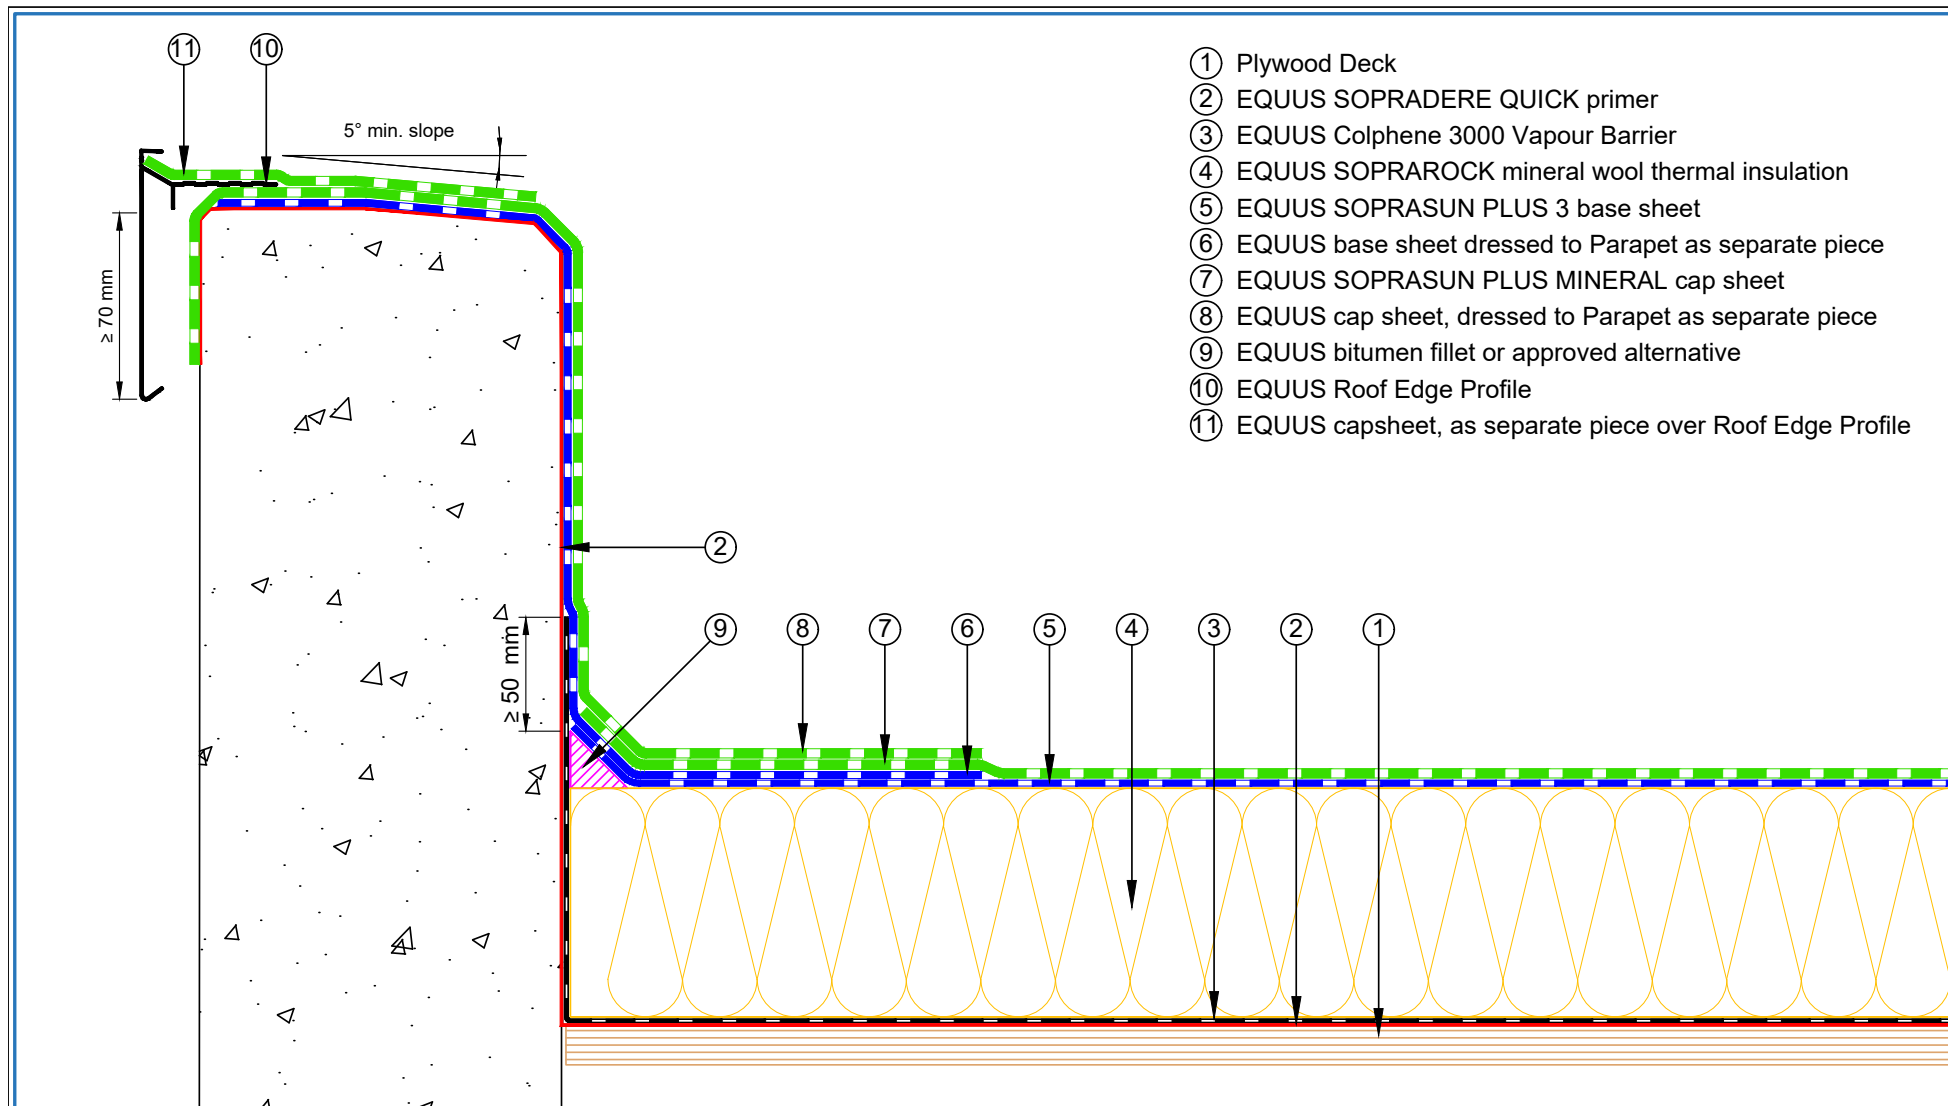 11 10
5° min. slope
≥ 70 mm
1 Plywood Deck
2 EQUUS SOPRADERE QUICK primer
3 EQUUS Colphene 3000 Vapour Barrier
4 EQUUS SOPRAROCK mineral wool thermal insulation
5 EQUUS SOPRASUN PLUS 3 base sheet
6 EQUUS base sheet dressed to Parapet as separate piece
7 EQUUS SOPRASUN PLUS MINERAL cap sheet
8 EQUUS cap sheet, dressed to Parapet as separate piece
9 EQUUS bitumen fillet or approved alternative
10 EQUUS Roof Edge Profile
11 EQUUS capsheet, as separate piece over Roof Edge Profile
2
≥ 50 mm
9 8 7 6 5 4 3 2 1